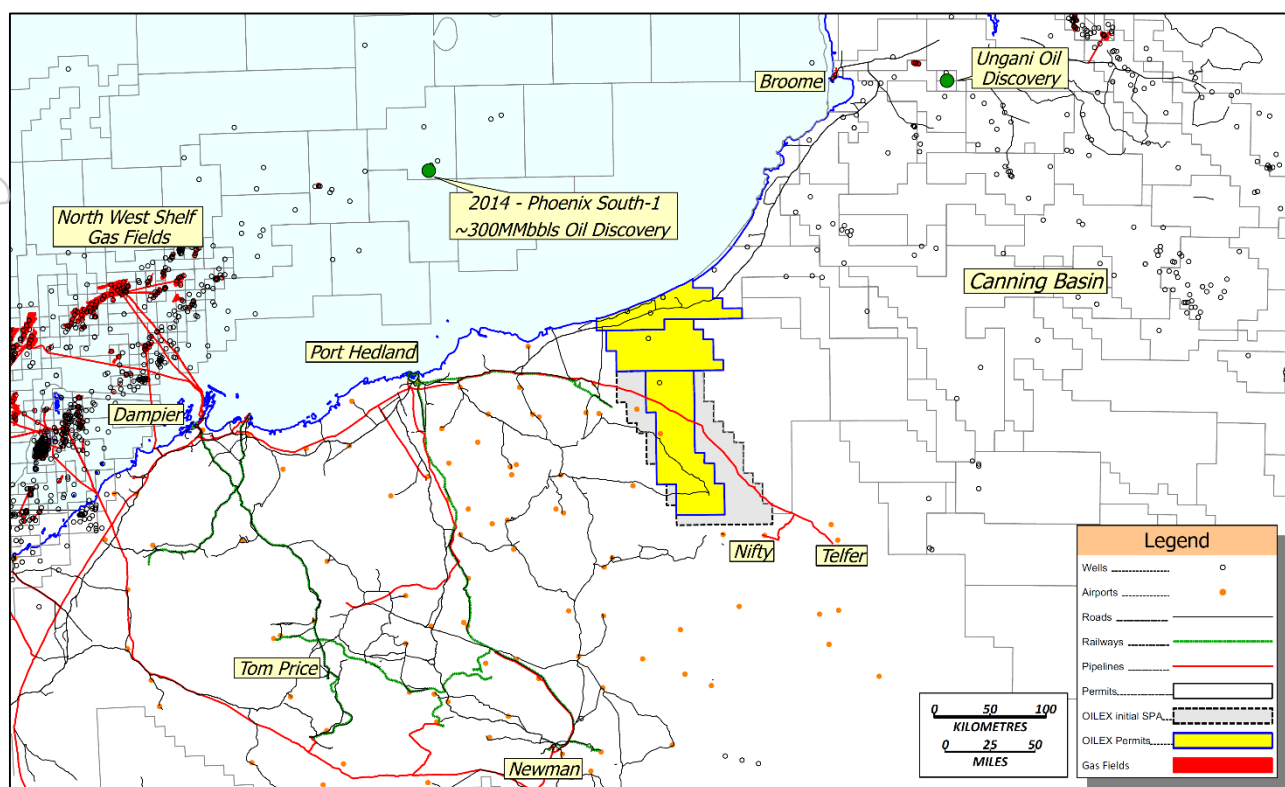 Broome
Ungani Oil
Discovery
2014 - Phoenix South-1
~300MMbbls Oil Discovery
North West Shelf
Gas Fields
Canning Basin
Port Hedland
Dampier
Nifty
Telfer
Tom Price
Newman
0 50 100
KILOMETRES
0 25 50
MILES
Legend
Wells
Airports
Roads
Railways
Pipelines
Permits
OILEX initial SPA
OILEX Permits
Gas Fields